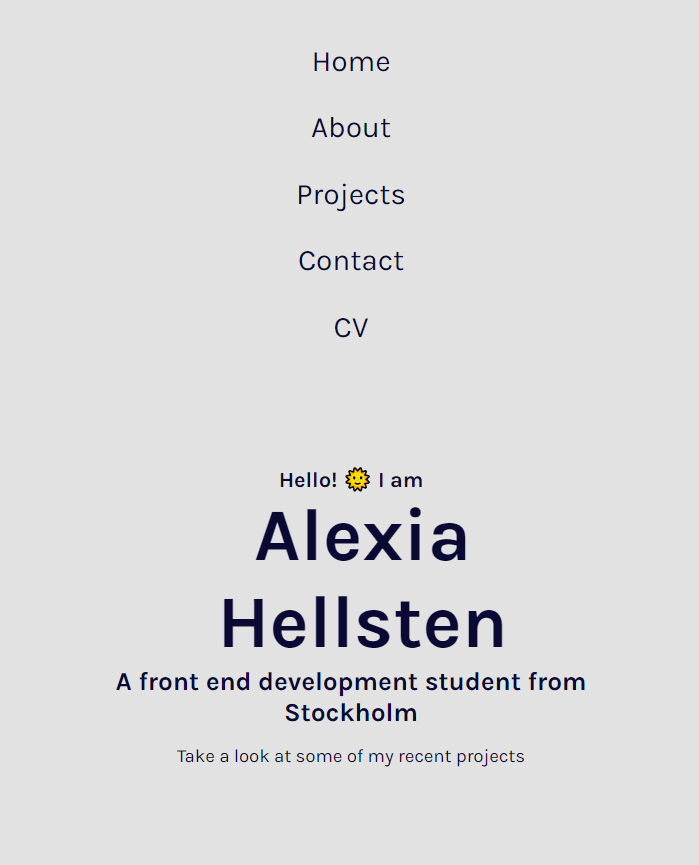 Home
About
Projects
Contact
CV
Hello! 🌞 I am
Alexia
Hellsten
A front end development student from
Stockholm
Take a look at some of my recent projects